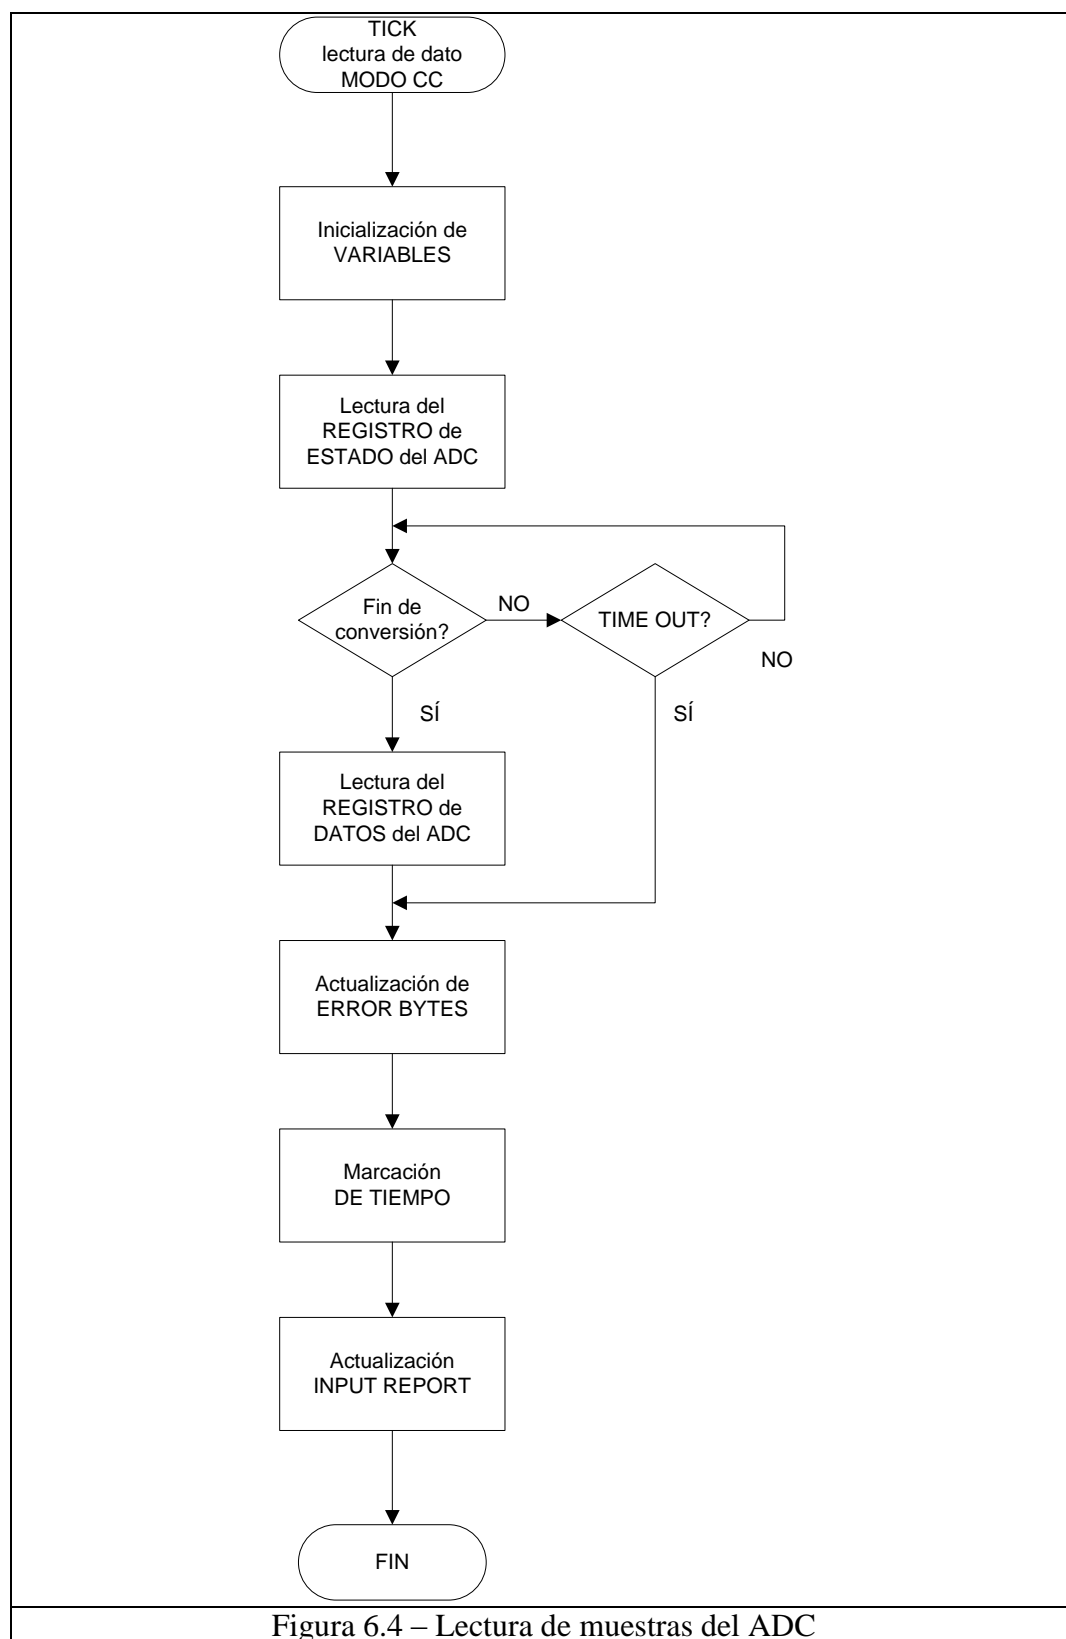 TICK
lectura de dato
MODO CC
Inicialización de
VARIABLES
Lectura del
REGISTRO de
ESTADO del ADC
Fin de
conversión?
NO
TIME OUT?
NO
SÍ
SÍ
Lectura del
REGISTRO de
DATOS del ADC
Actualización de
ERROR BYTES
Marcación
DE TIEMPO
Actualización
INPUT REPORT
FIN
Figura 6.4 – Lectura de muestras del ADC